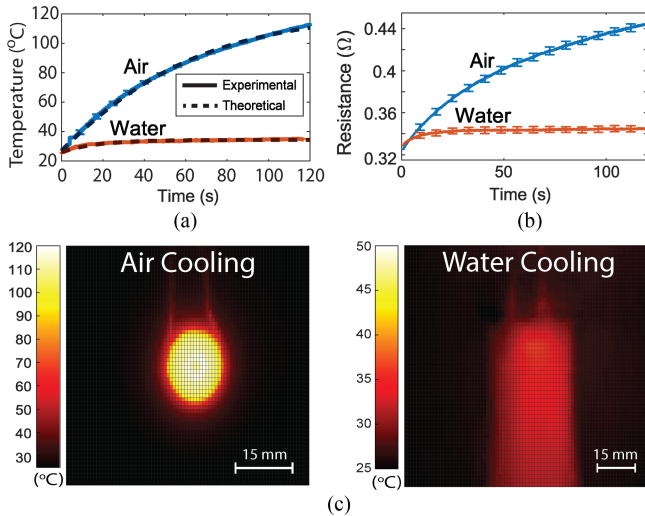 Temperature (°C)
120
100
80
60
40
20
Air
Experimental
Theoretical
Water
0 20 40 60 80 100 120
Time (s)
(a)
Resistance (Ω)
0.44
0.4
0.36
0.32
Air
Water
0 50 100
Time (s)
(b)
120
110
100
90
80
70
60
50
40
30
(°C)
Air Cooling
15 mm
50
45
40
35
30
25
(°C)
Water Cooling
15 mm
(c)